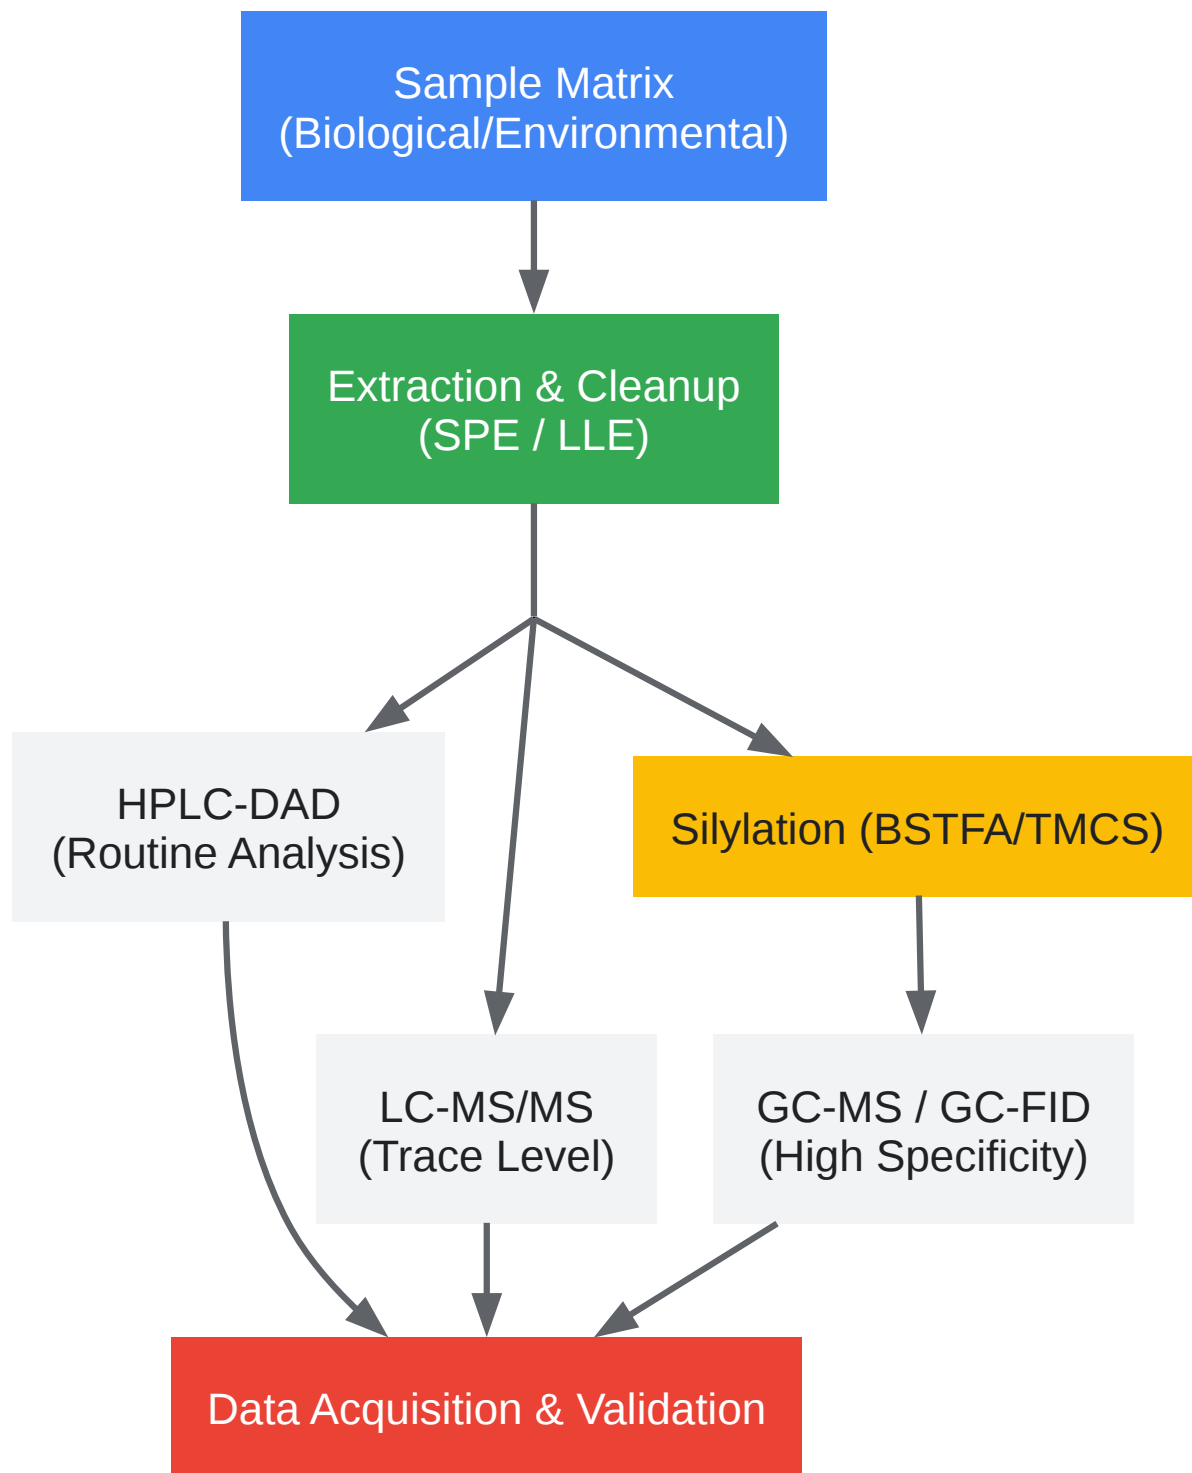 Sample Matrix
(Biological/Environmental)
Extraction & Cleanup
(SPE / LLE)
HPLC-DAD
(Routine Analysis)
Silylation (BSTFA/TMCS)
LC-MS/MS
(Trace Level)
GC-MS / GC-FID
(High Specificity)
Data Acquisition & Validation